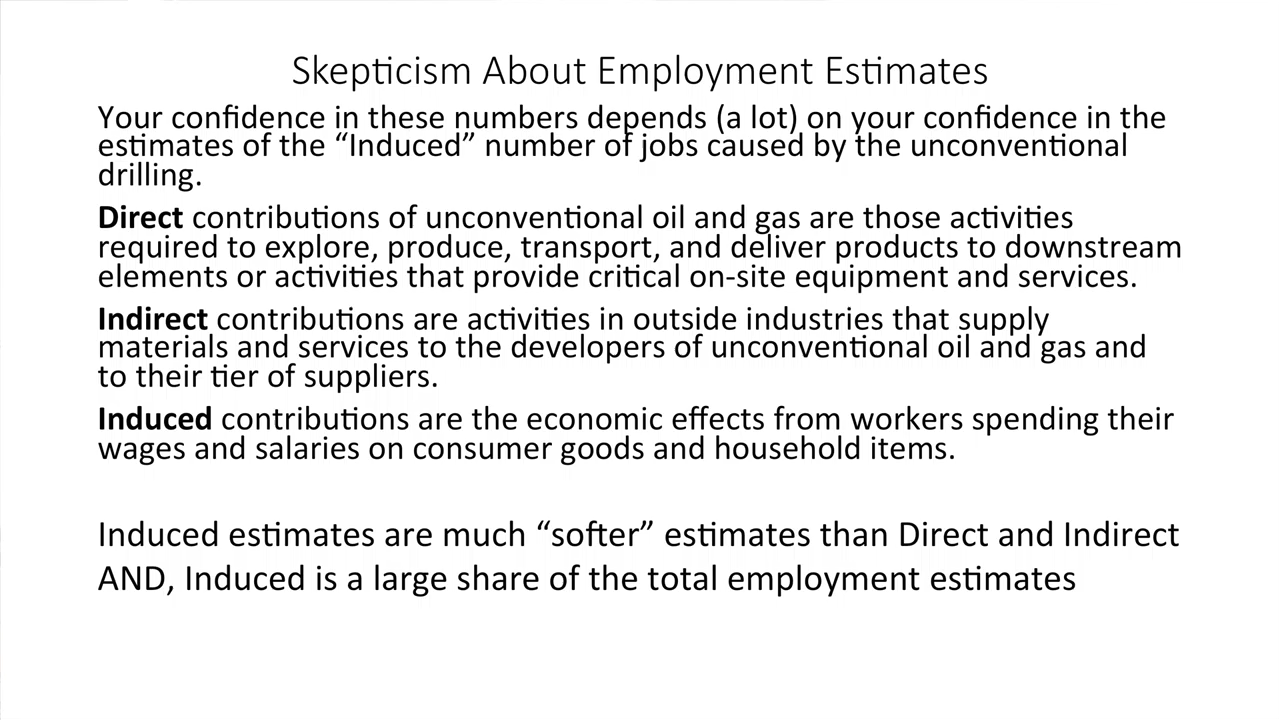 Skepticism About Employment Estimates
Your confidence in these numbers depends (a lot) on your confidence in the
estimates of the “Induced” number of jobs caused by the unconventional
drilling.
Direct contributions of unconventional oil and gas are those activities
required to explore, produce, transport, and deliver products to downstream
elements or activities that provide critical on-site equipment and services.
Indirect contributions are activities in outside industries that supply
materials and services to the developers of unconventional oil and gas and
to their tier of suppliers.
Induced contributions are the economic effects from workers spending their
wages and salaries on consumer goods and household items.
Induced estimates are much “softer” estimates than Direct and Indirect
AND, Induced is a large share of the total employment estimates